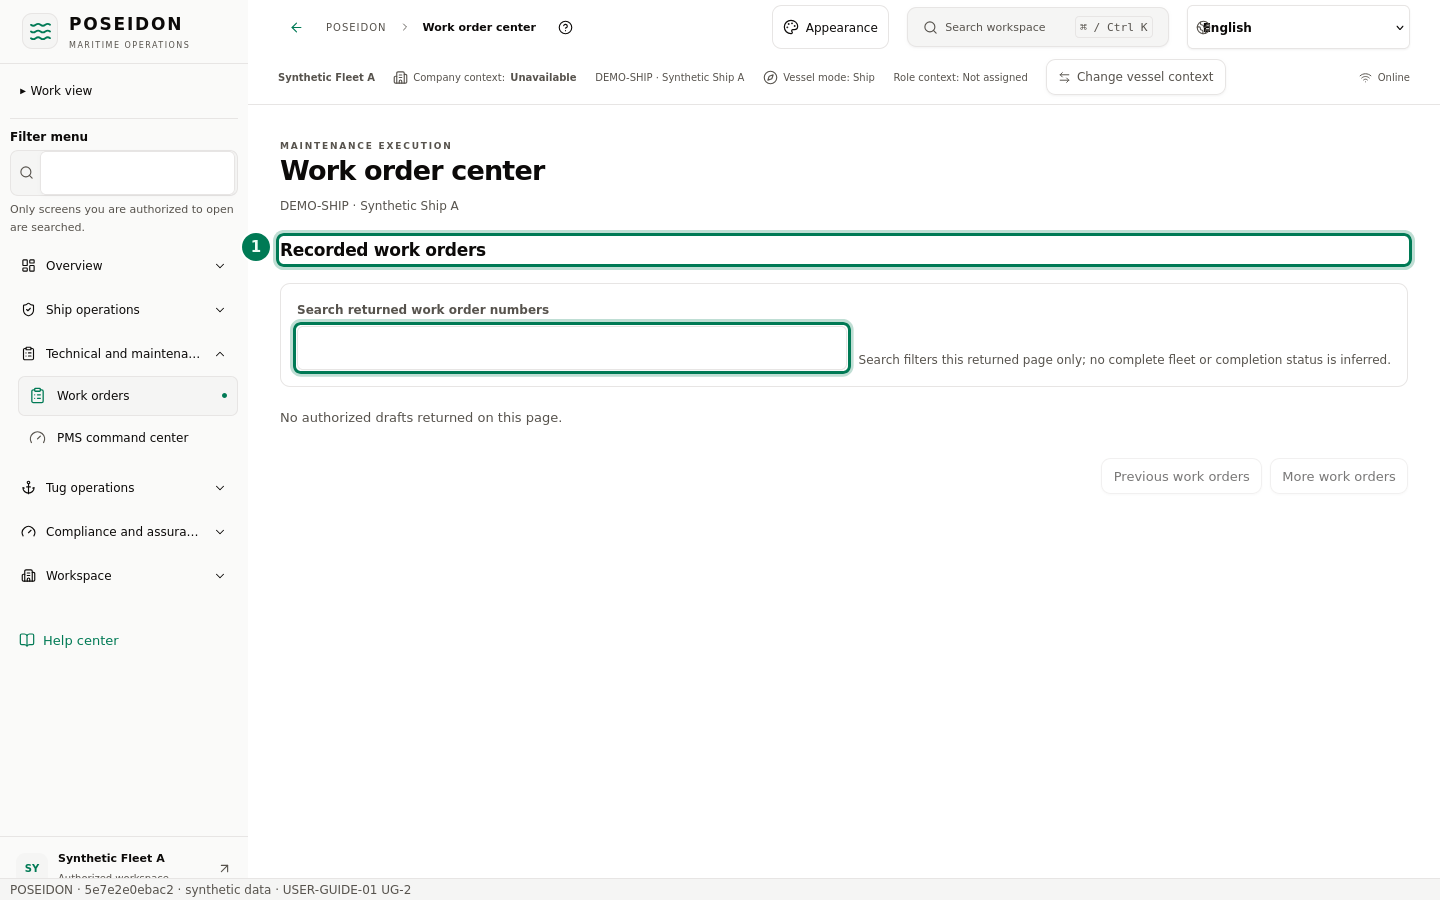 POSEIDON
MARITIME OPERATIONS
Work view
Filter menu
Only screens you are authorized to open
are searched.
Overview
Ship operations
Technical and maintena...
Work orders
PMS command center
Tug operations
Compliance and assura...
Workspace
Help center
SY
Synthetic Fleet A
Authorized workspace
POSEIDON
Work order center
Appearance
Search workspace
⌘ / Ctrl K
English
Synthetic Fleet A
Company context: Unavailable
DEMO-SHIP · Synthetic Ship A
Vessel mode: Ship
Role context: Not assigned
Change vessel context
Online
MAINTENANCE EXECUTION
Work order center
DEMO-SHIP · Synthetic Ship A
1
Recorded work orders
Search returned work order numbers
Search filters this returned page only; no complete fleet or completion status is inferred.
No authorized drafts returned on this page.
Previous work orders
More work orders
POSEIDON · 5e7e2e0ebac2 · synthetic data · USER-GUIDE-01 UG-2